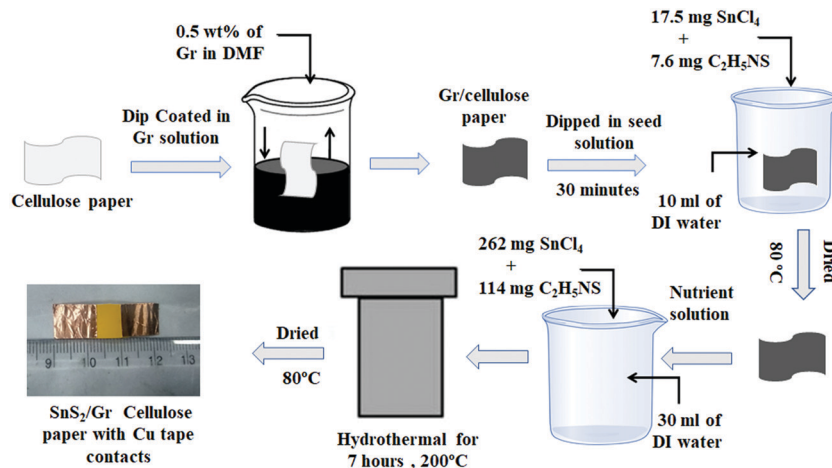 0.5 wt% of
Gr in DMF
Dip Coated in
Gr solution
Cellulose paper
Gr/cellulose
paper
Dipped in seed
solution
30 minutes
17.5 mg SnCl₄
+
7.6 mg C₂H₅NS
10 ml of
DI water
Dried
80 ºC
Nutrient
solution
262 mg SnCl₄
+
114 mg C₂H₅NS
30 ml of
DI water
Hydrothermal for
7 hours , 200ºC
Dried
80ºC
9 10 11 12 13
SnS₂/Gr Cellulose
paper with Cu tape
contacts